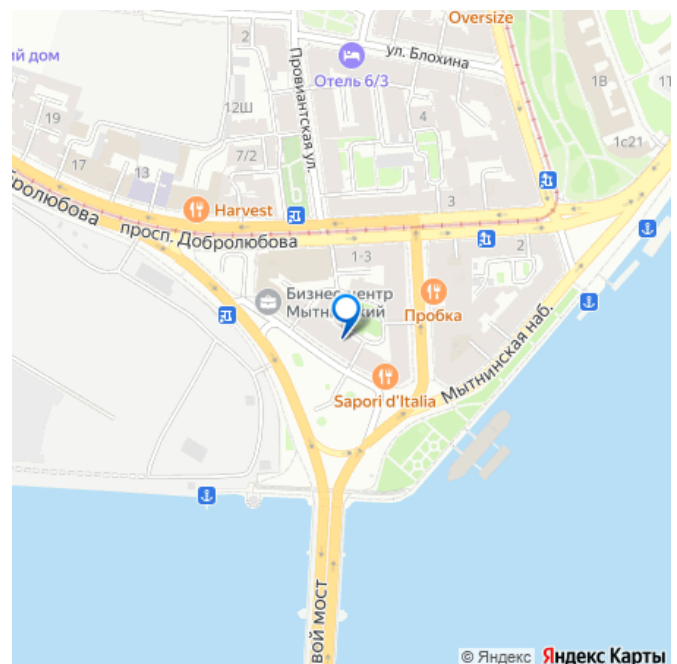 Oversize
2
ул. Блохина
ий дом
Провиантская ул.
Отель 6/3
1В
12Ш
19
4
1с21
17
13
7/2
3
Harvest
бролюбова
просп. Добролюбова
2
1-3
Бизнес-центр
Мытнинский
Пробка
Мытнинская наб.
Sapori d'Italia
вой мост
© Яндекс Яндекс Карты